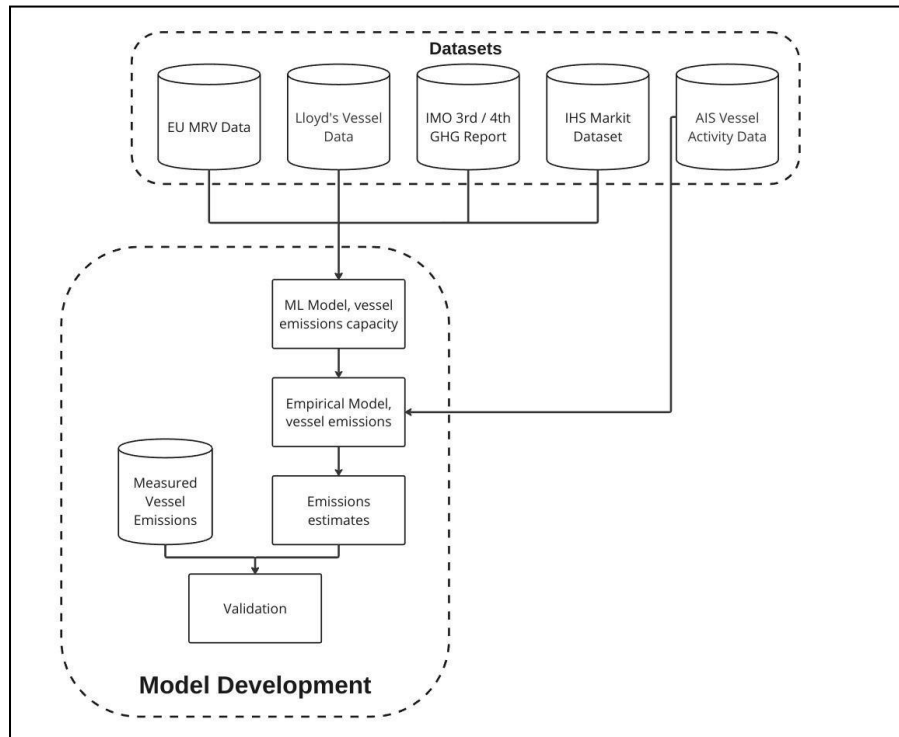 Datasets
EU MRV Data
Lloyd's Vessel
Data
IMO 3rd / 4th
GHG Report
IHS Markit
Dataset
AIS Vessel
Activity Data
ML Model, vessel
emissions capacity
Empirical Model,
vessel emissions
Measured
Vessel
Emissions
Emissions
estimates
Validation
Model Development